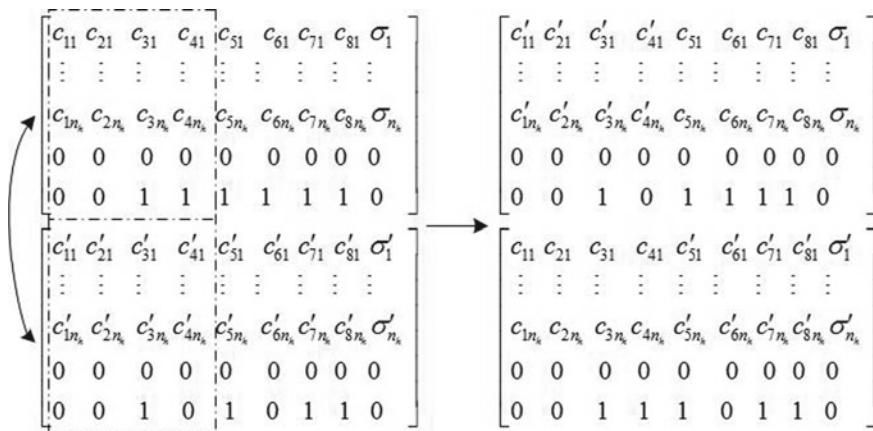 c₁₁ c₂₁ c₃₁ c₄₁ c₅₁ c₆₁ c₇₁ c₈₁ σ₁
⋮ ⋮ ⋮ ⋮ ⋮ ⋮ ⋮ ⋮ ⋮
c₁ₙₖ c₂ₙₖ c₃ₙₖ c₄ₙₖ c₅ₙₖ c₆ₙₖ c₇ₙₖ c₈ₙₖ σₙₖ
0 0 0 0 0 0 0 0 0
0 0 1 1 1 1 1 1 0
c′₁₁ c′₂₁ c′₃₁ c′₄₁ c′₅₁ c′₆₁ c′₇₁ c′₈₁ σ′₁
⋮ ⋮ ⋮ ⋮ ⋮ ⋮ ⋮ ⋮ ⋮
c′₁ₙₖ c′₂ₙₖ c′₃ₙₖ c′₄ₙₖ c′₅ₙₖ c′₆ₙₖ c′₇ₙₖ c′₈ₙₖ σ′ₙₖ
0 0 0 0 0 0 0 0 0
0 0 1 0 1 0 1 1 0
c′₁₁ c′₂₁ c′₃₁ c′₄₁ c₅₁ c₆₁ c₇₁ c₈₁ σ₁
⋮ ⋮ ⋮ ⋮ ⋮ ⋮ ⋮ ⋮ ⋮
c′₁ₙₖ c′₂ₙₖ c′₃ₙₖ c′₄ₙₖ c₅ₙₖ c₆ₙₖ c₇ₙₖ c₈ₙₖ σₙₖ
0 0 0 0 0 0 0 0 0
0 0 1 0 1 1 1 1 0
c₁₁ c₂₁ c₃₁ c₄₁ c′₅₁ c′₆₁ c′₇₁ c′₈₁ σ′₁
⋮ ⋮ ⋮ ⋮ ⋮ ⋮ ⋮ ⋮ ⋮
c₁ₙₖ c₂ₙₖ c₃ₙₖ c₄ₙₖ c′₅ₙₖ c′₆ₙₖ c′₇ₙₖ c′₈ₙₖ σ′ₙₖ
0 0 0 0 0 0 0 0 0
0 0 1 1 1 0 1 1 0